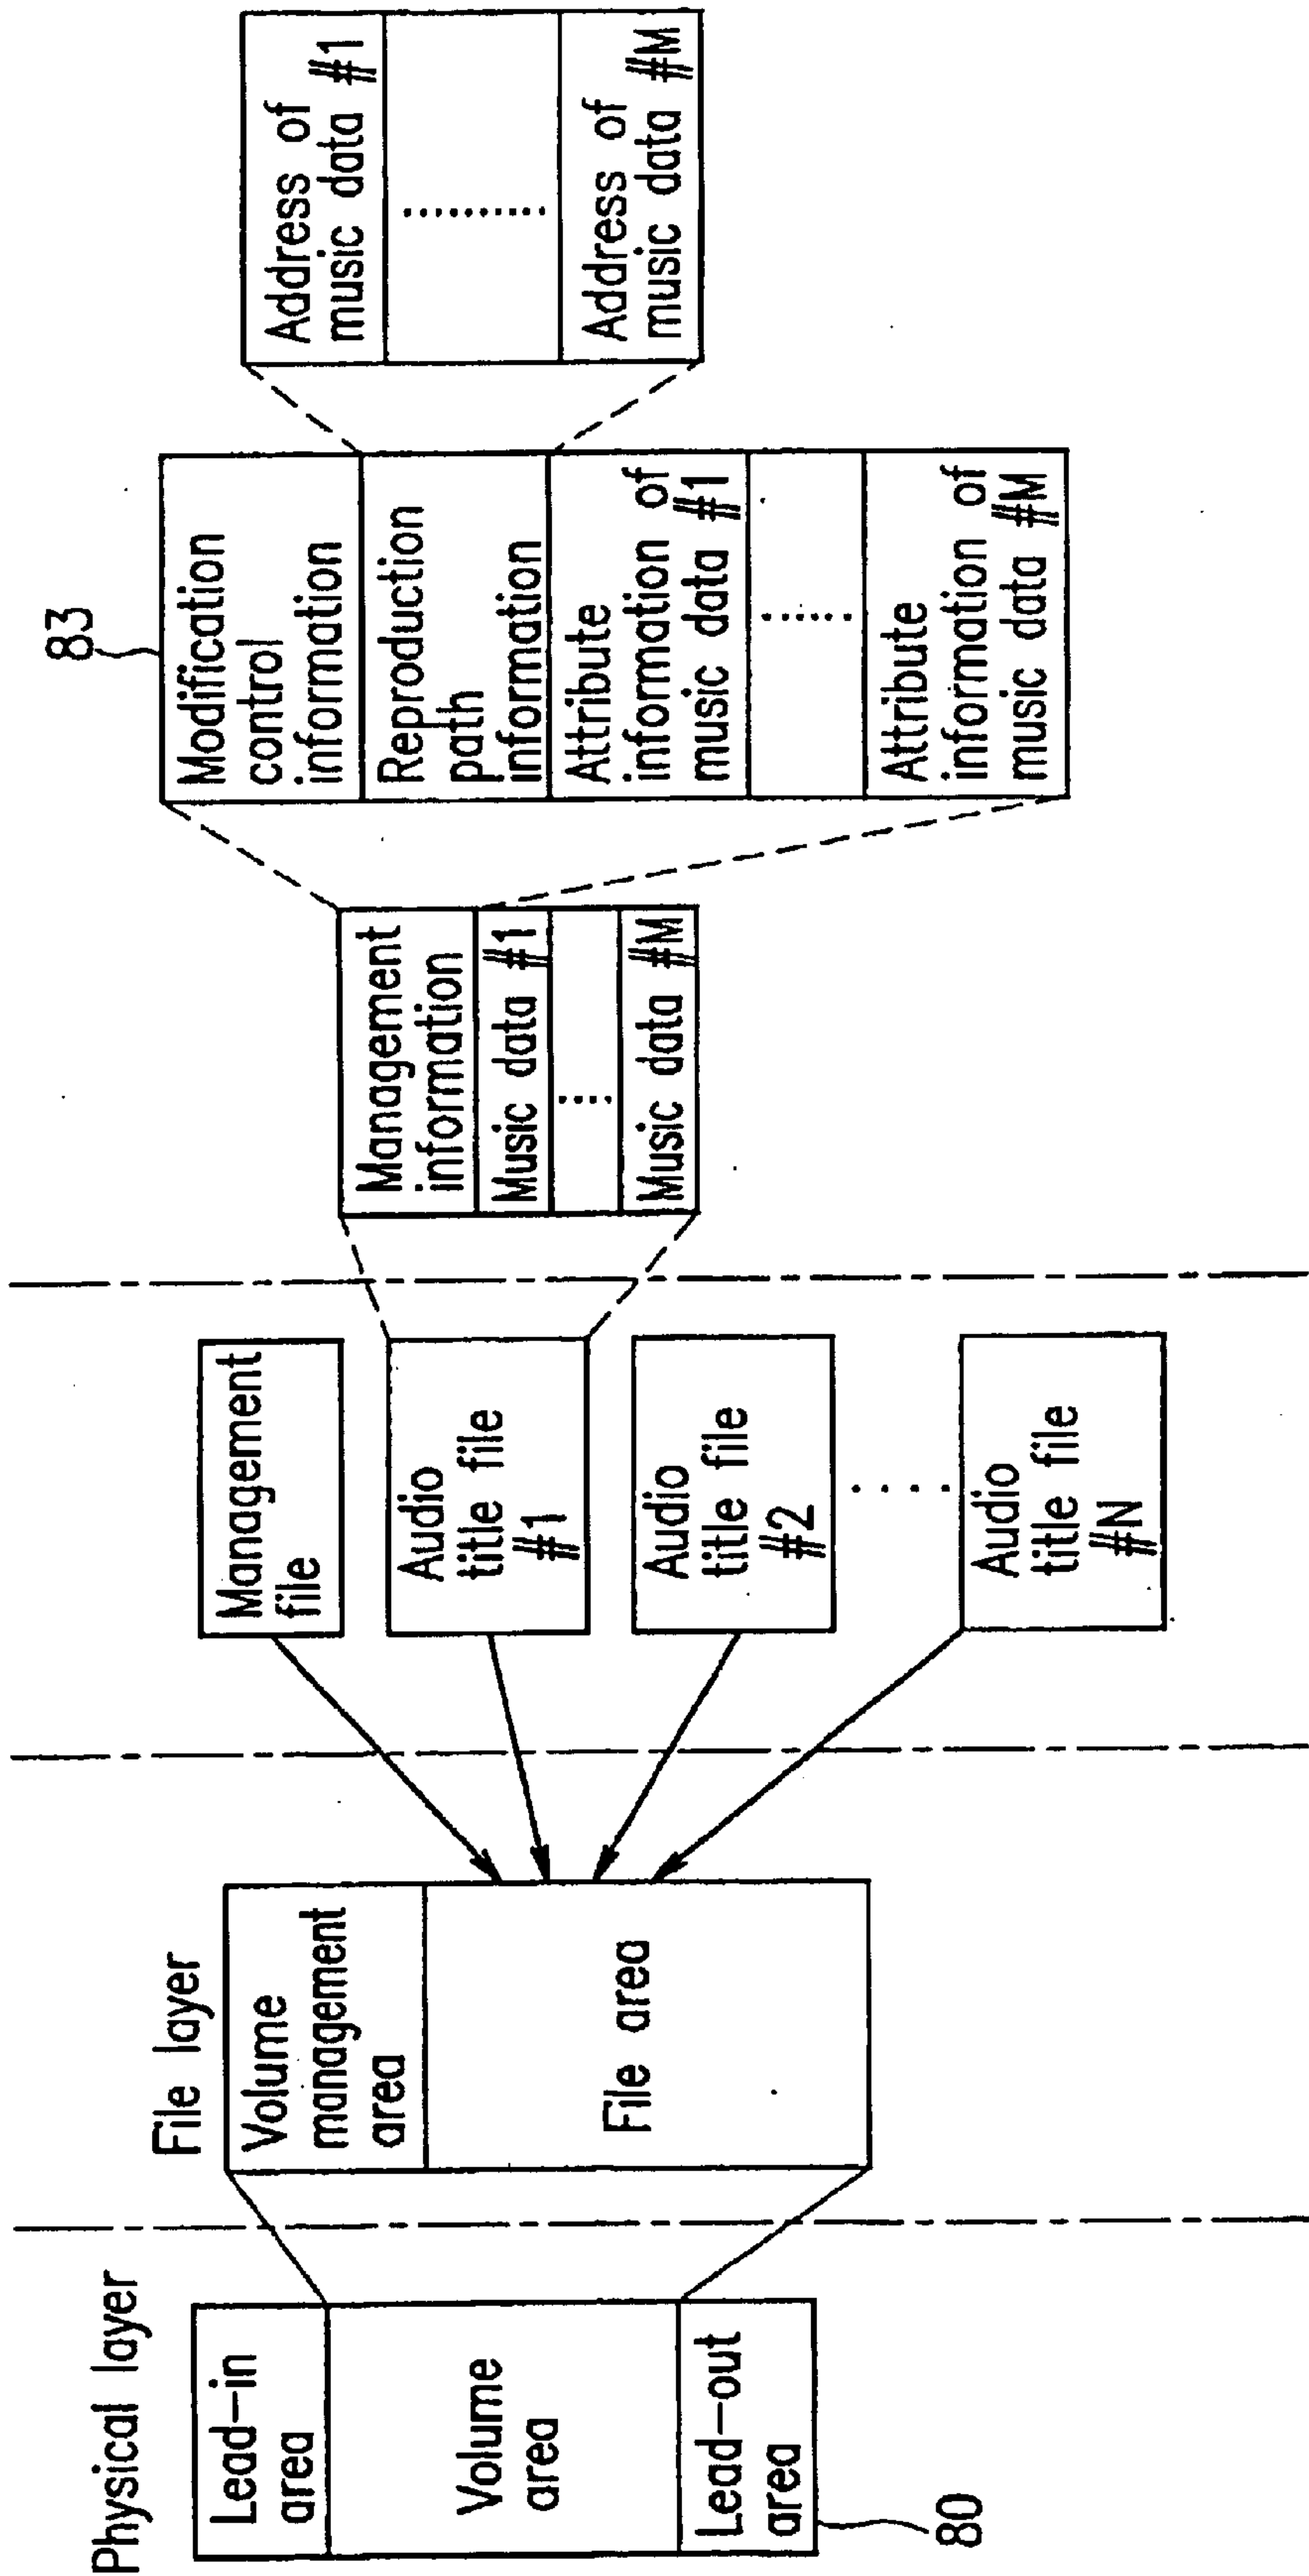 Physical layer
Lead-in
area
Volume
area
Lead-out
area
80
File layer
Volume
management
area
File area
Management
file
Audio
title file
#1
Audio
title file
#2
Audio
title file
#N
Management
information
Music data #1
Music data #M
83
Modification
control
information
Reproduction
path
information
Attribute
information of
music data #1
Attribute
information of
music data #M
Address of
music data #1
Address of
music data #M